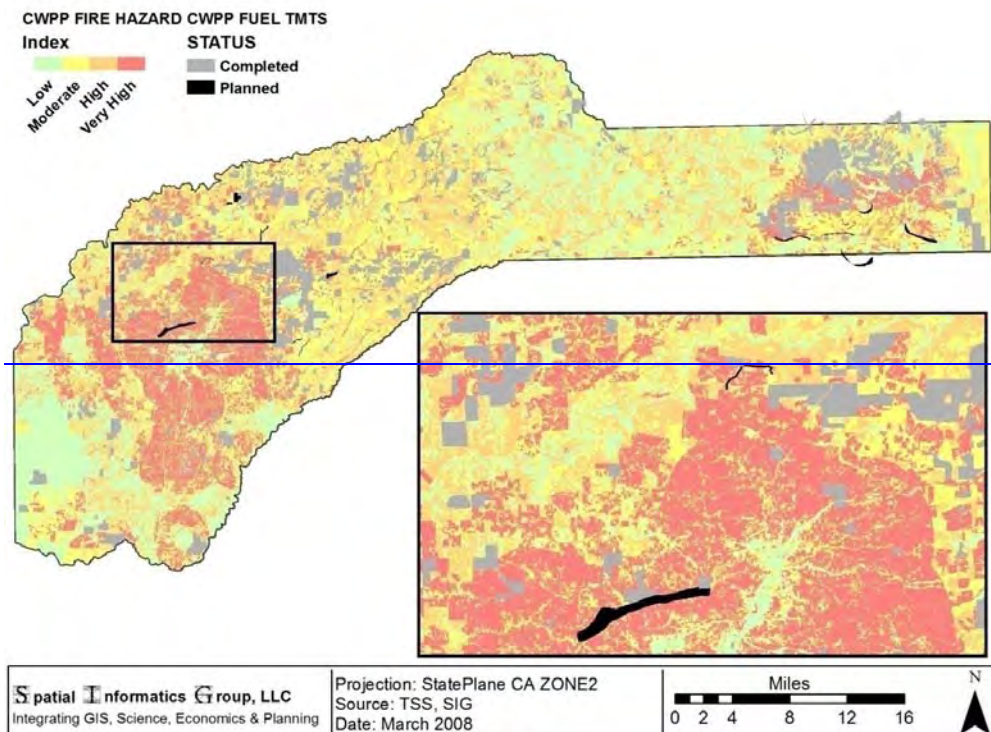 CWPP FIRE HAZARD CWPP FUEL TMTS
Index STATUS
Completed
Planned
Low
Moderate
High
Very High
Spatial Informatics Group, LLC
Integrating GIS, Science, Economics & Planning
Projection: StatePlane CA ZONE2
Source: TSS, SIG
Date: March 2008
Miles
0 2 4 8 12 16
N